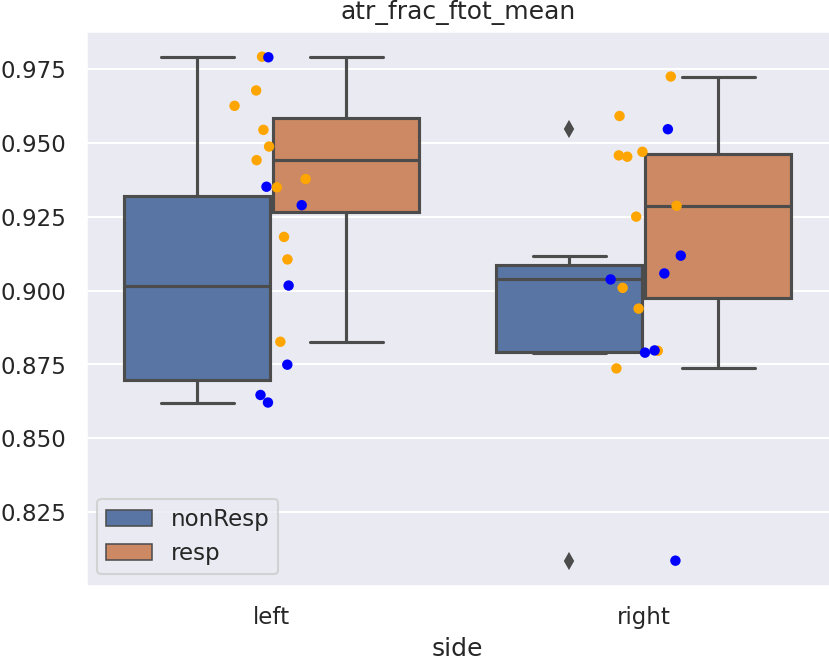 atr_frac_ftot_mean
0.975
0.950
0.925
0.900
0.875
0.850
0.825
nonResp
resp
left
right
side